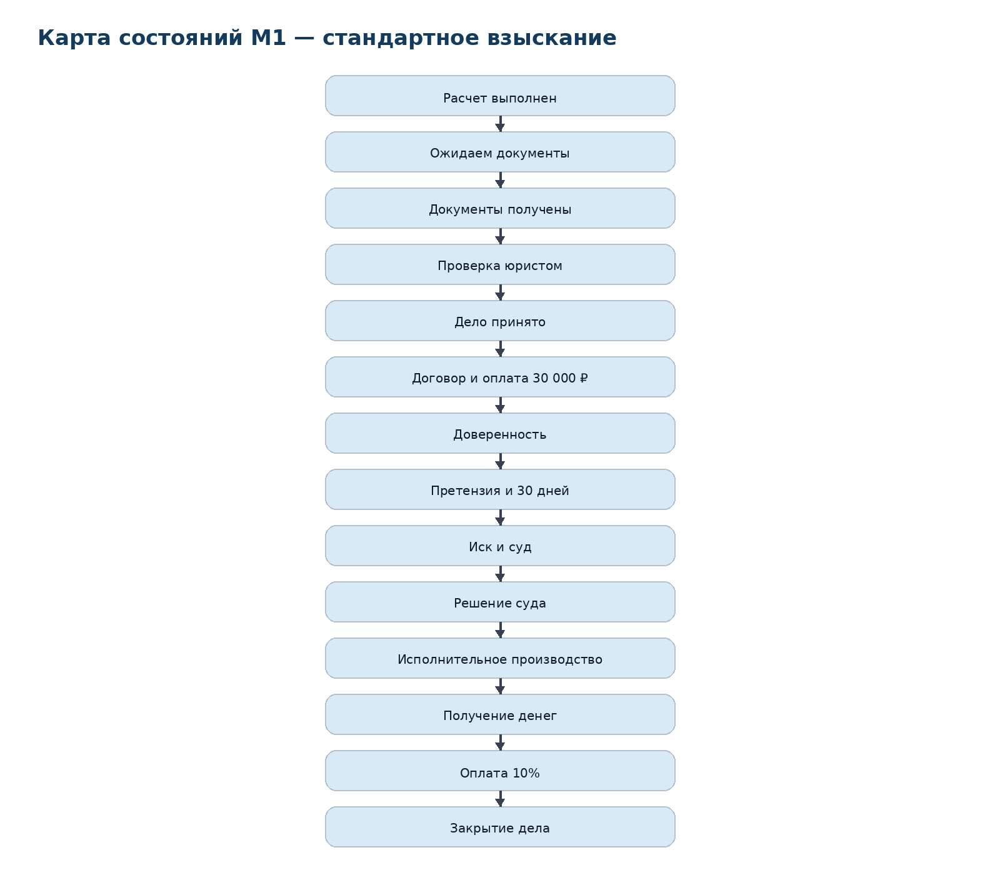 Карта состояний М1 — стандартное взыскание
Расчет выполнен
Ожидаем документы
Документы получены
Проверка юристом
Дело принято
Договор и оплата 30 000 ₽
Доверенность
Претензия и 30 дней
Иск и суд
Решение суда
Исполнительное производство
Получение денег
Оплата 10%
Закрытие дела